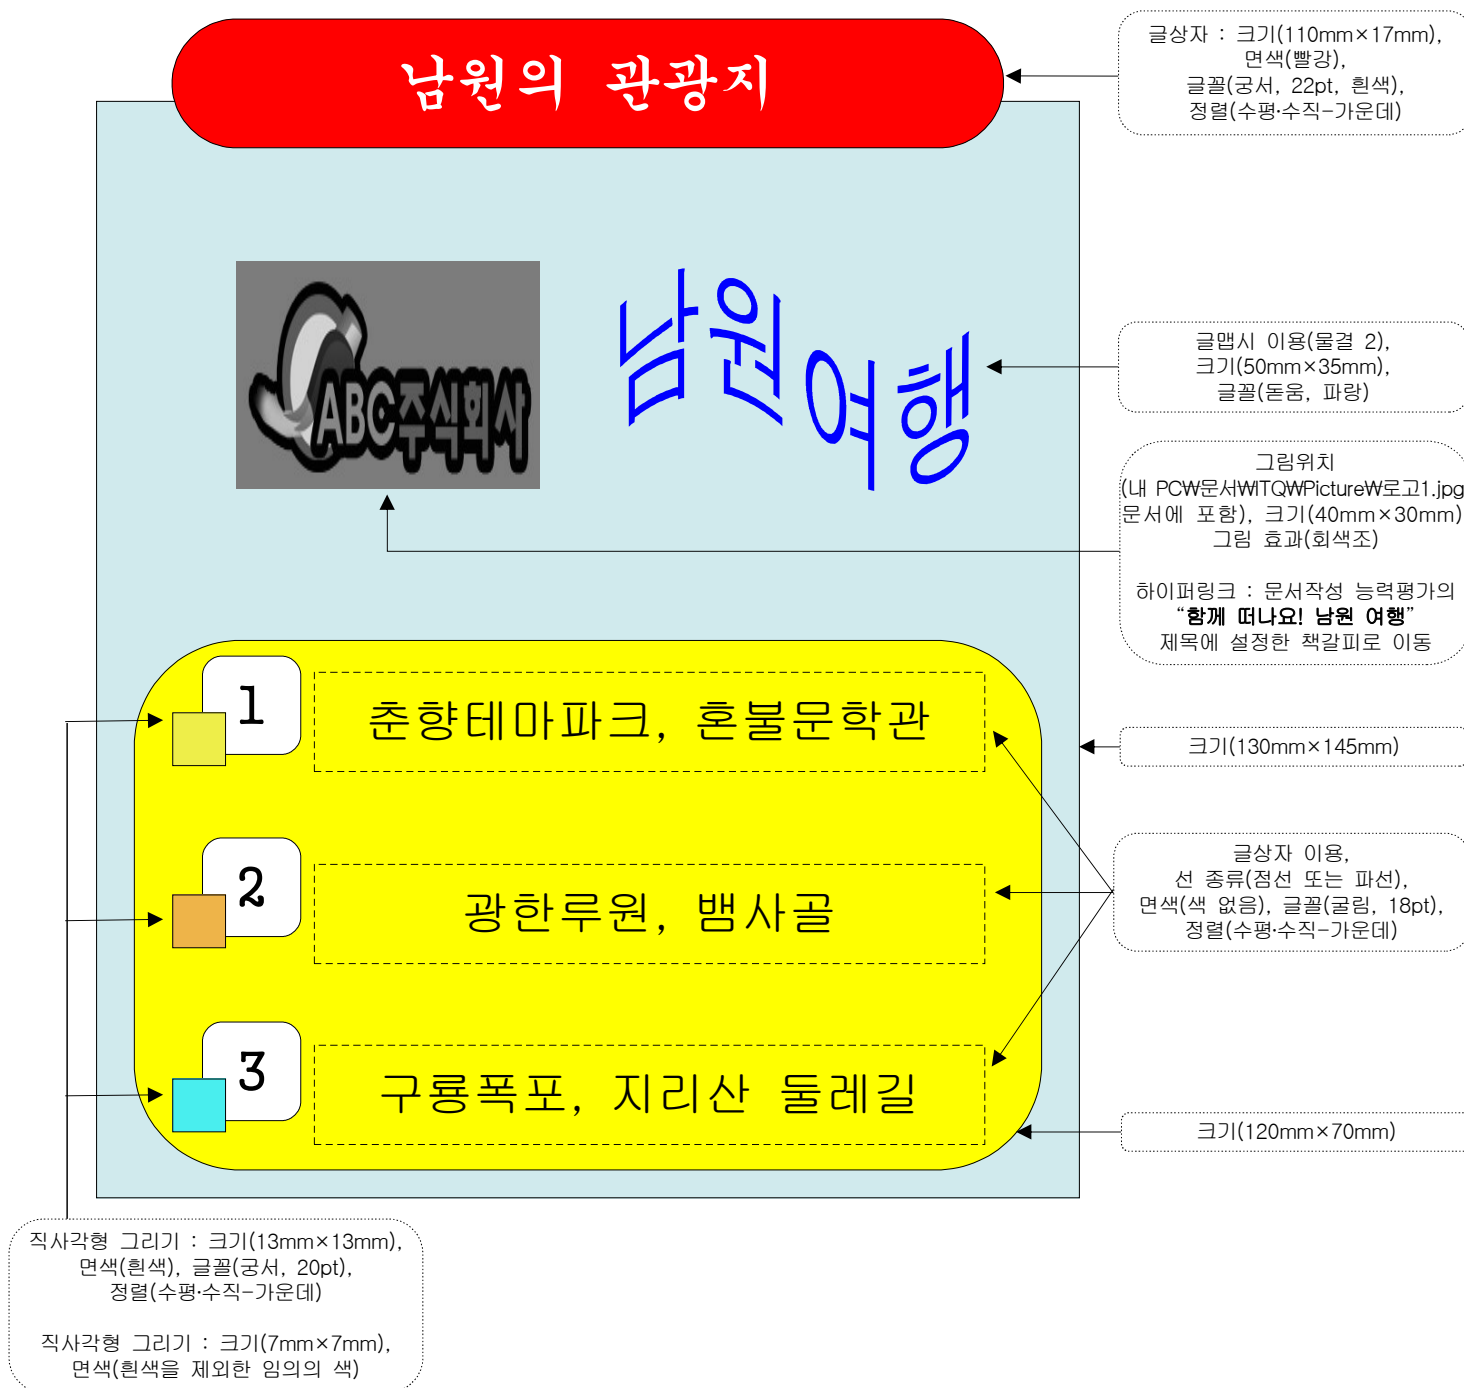 남원의 관광지
글상자 : 크기(110mm×17mm),
면색(빨강),
글꼴(궁서, 22pt, 흰색),
정렬(수평·수직-가운데)
ABC주식회사
남원 여행
글맵시 이용(물결 2),
크기(50mm×35mm),
글꼴(돋움, 파랑)
그림위치
(내 PC₩문서₩ITQ₩Picture₩로고1.jpg
문서에 포함), 크기(40mm×30mm)
그림 효과(회색조)
하이퍼링크 : 문서작성 능력평가의
“함께 떠나요! 남원 여행”
제목에 설정한 책갈피로 이동
1
춘향테마파크, 혼불문학관
크기(130mm×145mm)
2
광한루원, 뱀사골
글상자 이용,
선 종류(점선 또는 파선),
면색(색 없음), 글꼴(굴림, 18pt),
정렬(수평·수직-가운데)
3
구룡폭포, 지리산 둘레길
크기(120mm×70mm)
직사각형 그리기 : 크기(13mm×13mm),
면색(흰색), 글꼴(궁서, 20pt),
정렬(수평·수직-가운데)
직사각형 그리기 : 크기(7mm×7mm),
면색(흰색을 제외한 임의의 색)